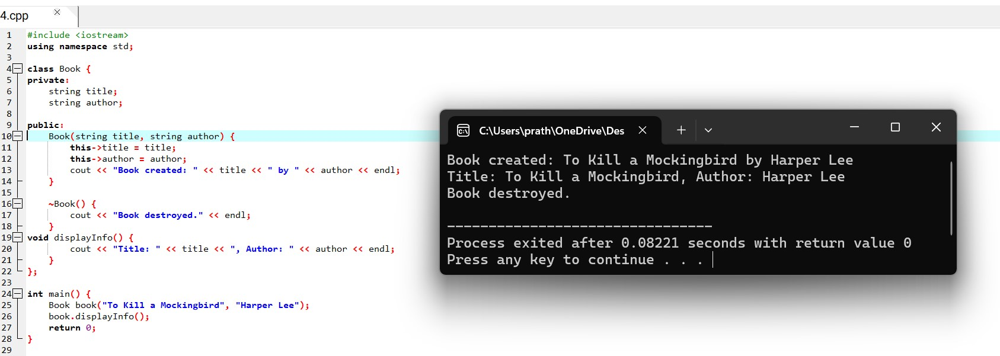 4.cpp
1 #include <iostream>
2 using namespace std;
3
4 class Book {
5 private:
6     string title;
7     string author;
8
9 public:
10     Book(string title, string author) {
11         this->title = title;
12         this->author = author;
13         cout << "Book created: " << title << " by " << author << endl;
14     }
15
16     ~Book() {
17         cout << "Book destroyed." << endl;
18     }
19 void displayInfo() {
20         cout << "Title: " << title << ", Author: " << author << endl;
21     }
22 };
23
24 int main() {
25     Book book("To Kill a Mockingbird", "Harper Lee");
26     book.displayInfo();
27     return 0;
28 }
29
C:\Users\prath\OneDrive\Des
Book created: To Kill a Mockingbird by Harper Lee
Title: To Kill a Mockingbird, Author: Harper Lee
Book destroyed.
--------------------------------
Process exited after 0.08221 seconds with return value 0
Press any key to continue . . .